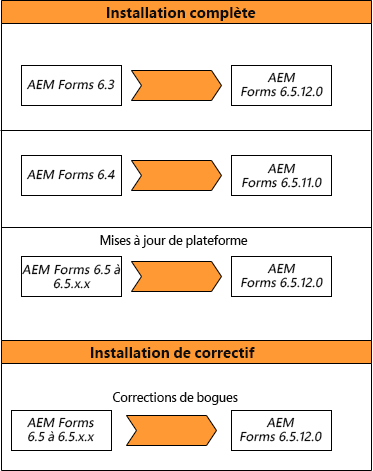 Installation complète
AEM Forms 6.3
AEM
Forms 6.5.12.0
AEM Forms 6.4
AEM
Forms 6.5.11.0
Mises à jour de plateforme
AEM Forms 6.5 à
6.5.x.x
AEM
Forms 6.5.12.0
Installation de correctif
Corrections de bogues
AEM Forms
6.5 à 6.5.x.x
AEM
Forms 6.5.12.0